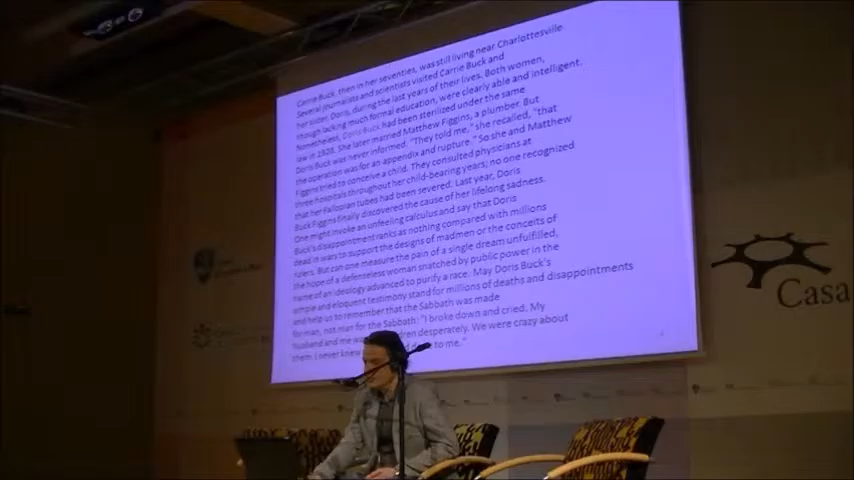 Carrie Buck, then in her seventies, was still living near Charlottesville
Several journalists and scientists visited Carrie Buck and
her sister, Doris, during the last years of their lives. Both women,
though lacking much formal education, were clearly able and intelligent.
Nonetheless, Doris Buck had been sterilized under the same
law in 1928. She later married Matthew Figgins, a plumber. But
Doris Buck was never informed. "They told me," she recalled, "that
the operation was for an appendix and rupture." So she and Matthew
Figgins tried to conceive a child. They consulted physicians at
three hospitals throughout her child-bearing years; no one recognized
that her Fallopian tubes had been severed. Last year, Doris
Buck Figgins finally discovered the cause of her lifelong sadness.
One might invoke an unfeeling calculus and say that Doris
Buck's disappointment ranks as nothing compared with millions
dead in wars to support the designs of madmen or the conceits of
rulers. But can one measure the pain of a single dream unfulfilled,
the hope of a defenseless woman snatched by public power in the
name of an ideology advanced to purify a race. May Doris Buck's
simple and eloquent testimony stand for millions of deaths and disappointments
and help us to remember that the Sabbath was made
for man, not man for the Sabbath: "I broke down and cried. My
husband and me desperately. We were crazy about
them. I never knew to me."
Casa